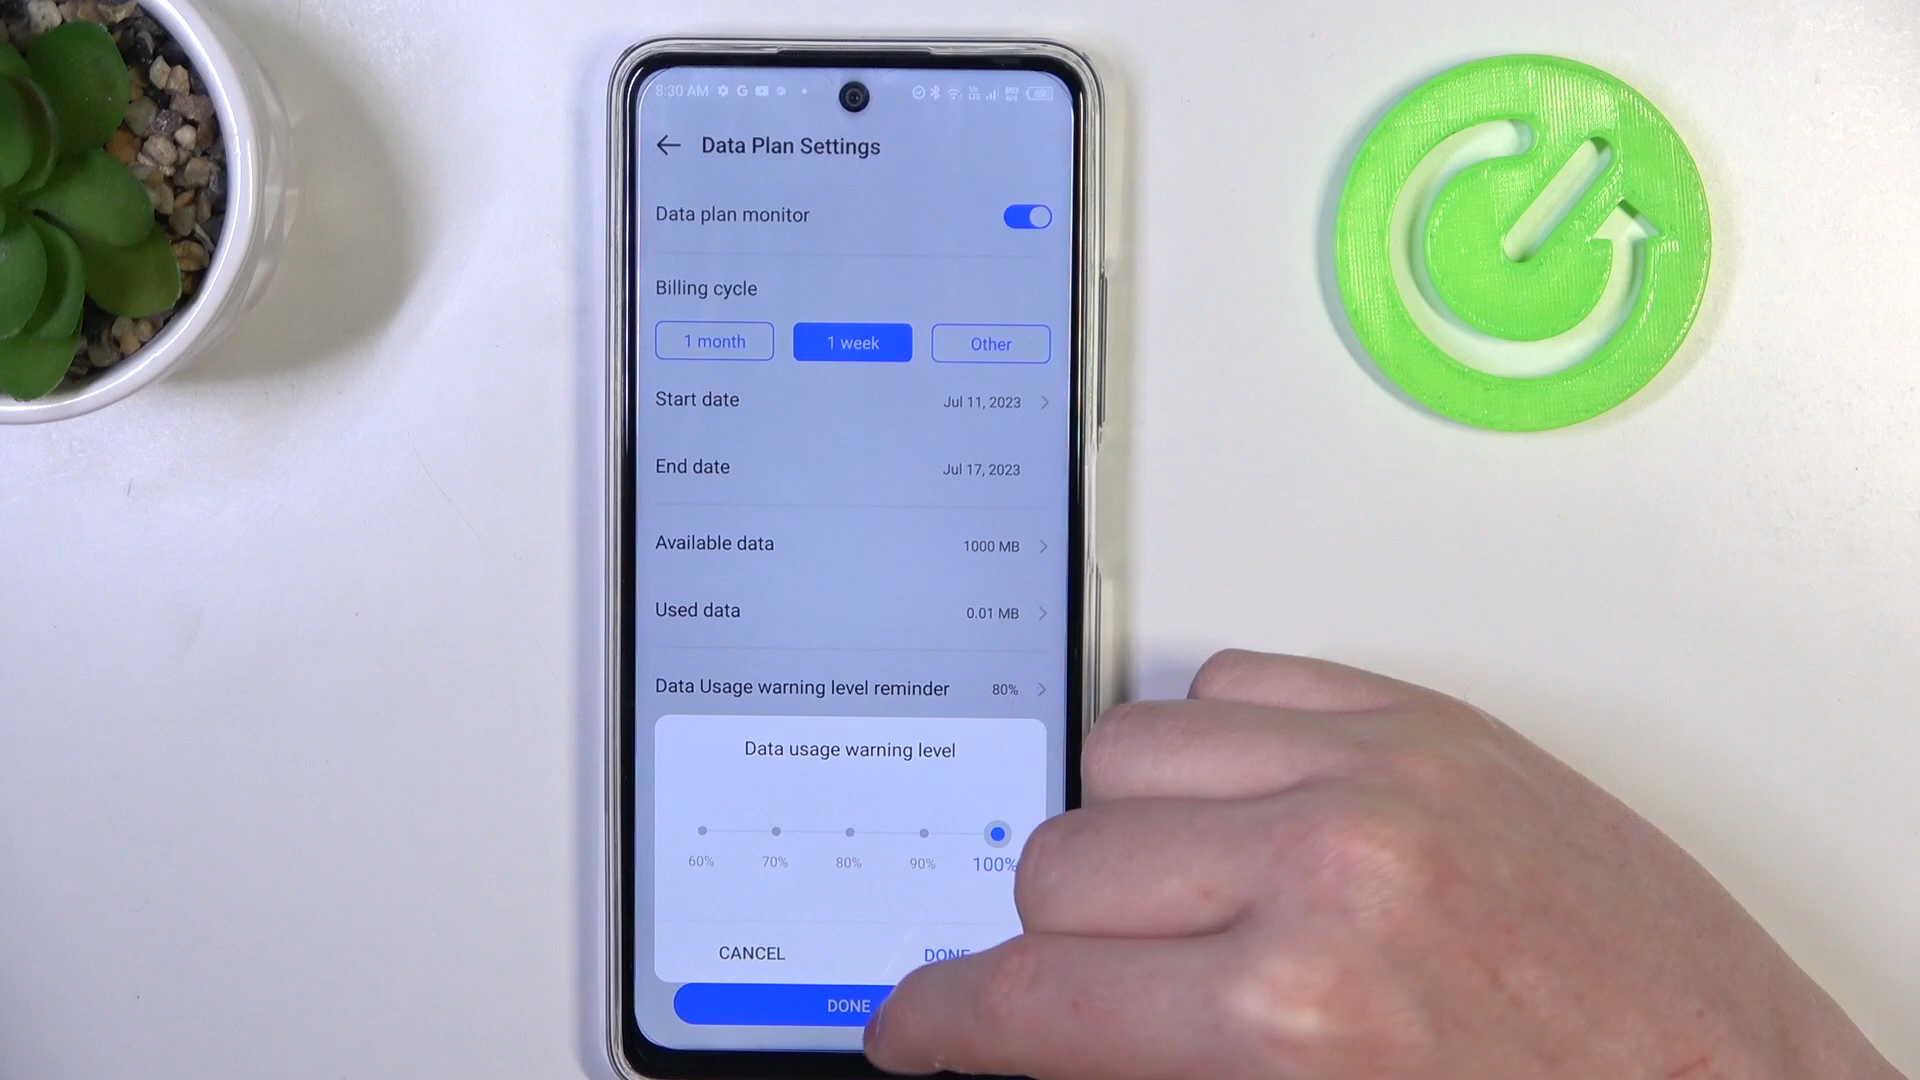 8:30 AM
Data Plan Settings
Data plan monitor
Billing cycle
1 month 1 week Other
Start date Jul 11, 2023
End date Jul 17, 2023
Available data 1000 MB
Used data 0.01 MB
Data Usage warning level reminder 80%
Data usage warning level
60% 70% 80% 90% 100%
CANCEL DONE
DONE